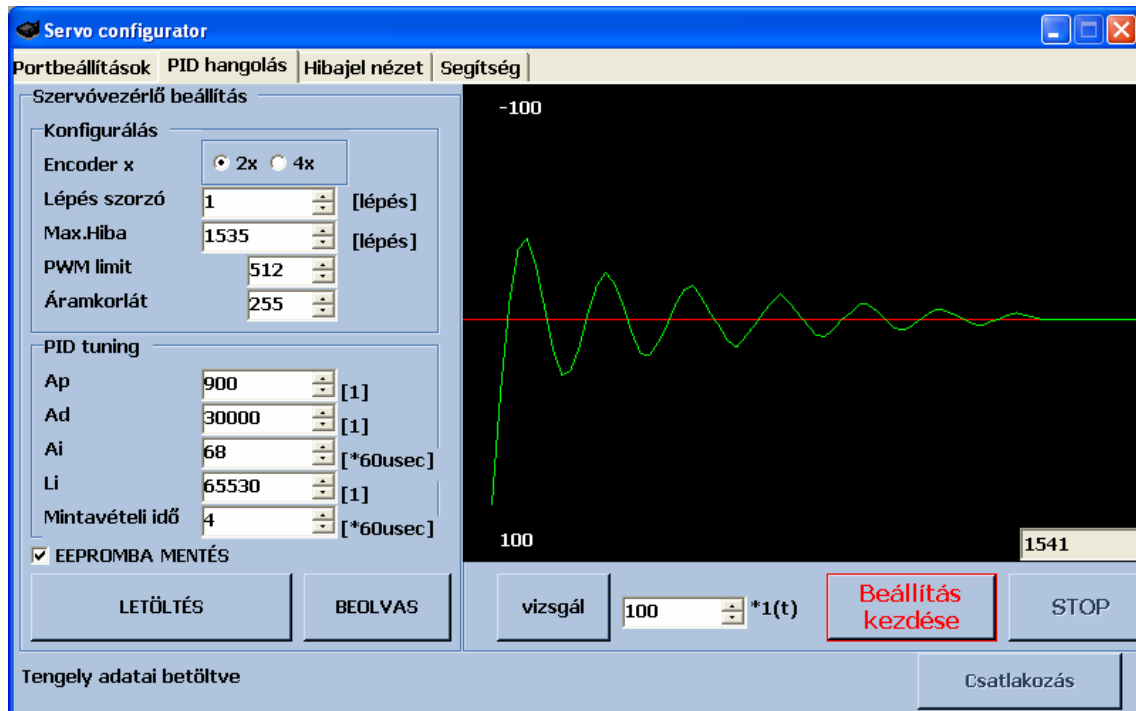 Servo configurator
Portbeállítások PID hangolás Hibajel nézet Segítség
Szervóvezérlő beállítás
Konfigurálás
Encoder x 2x 4x
Lépés szorzó 1 [lépés]
Max.Hiba 1535 [lépés]
PWM limit 512
Áramkorlát 255
PID tuning
Ap 900 [1]
Ad 30000 [1]
Ai 68 [*60usec]
Li 65530 [1]
Mintavételi idő 4 [*60usec]
EEPROMBA MENTÉS
LETÖLTÉS BEOLVAS
-100
100
1541
vizsgál 100 *1(t) Beállítás
kezdése STOP
Tengely adatai betöltve Csatlakozás